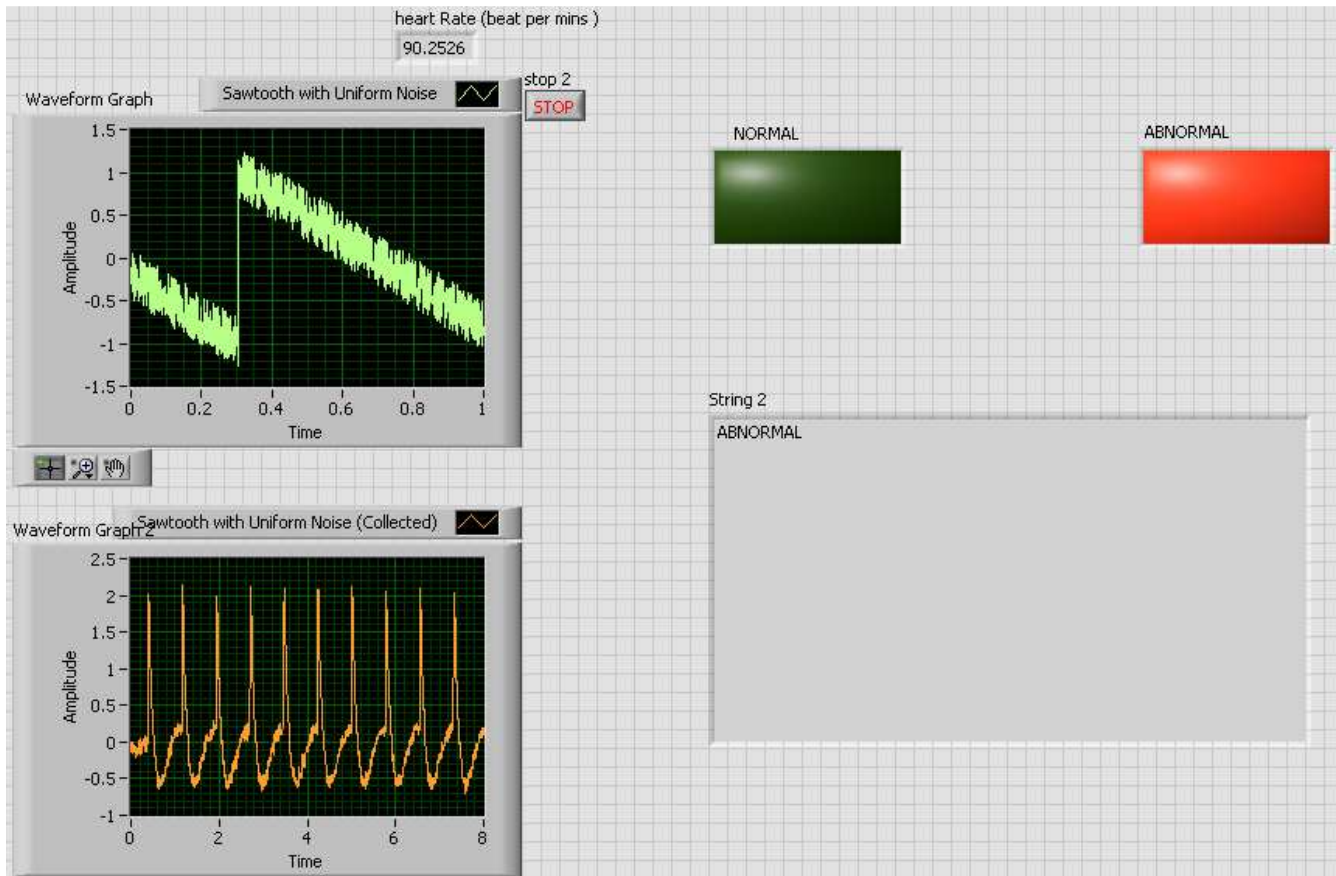 heart Rate (beat per mins )
90.2526
stop 2
STOP
Waveform Graph
Sawtooth with Uniform Noise
1.5
1
0.5
0
-0.5
-1
-1.5
Amplitude
0 0.2 0.4 0.6 0.8 1
Time
NORMAL
ABNORMAL
String 2
ABNORMAL
Waveform Graph 2
Sawtooth with Uniform Noise (Collected)
2.5
2
1.5
1
0.5
0
-0.5
-1
Amplitude
0 2 4 6 8
Time